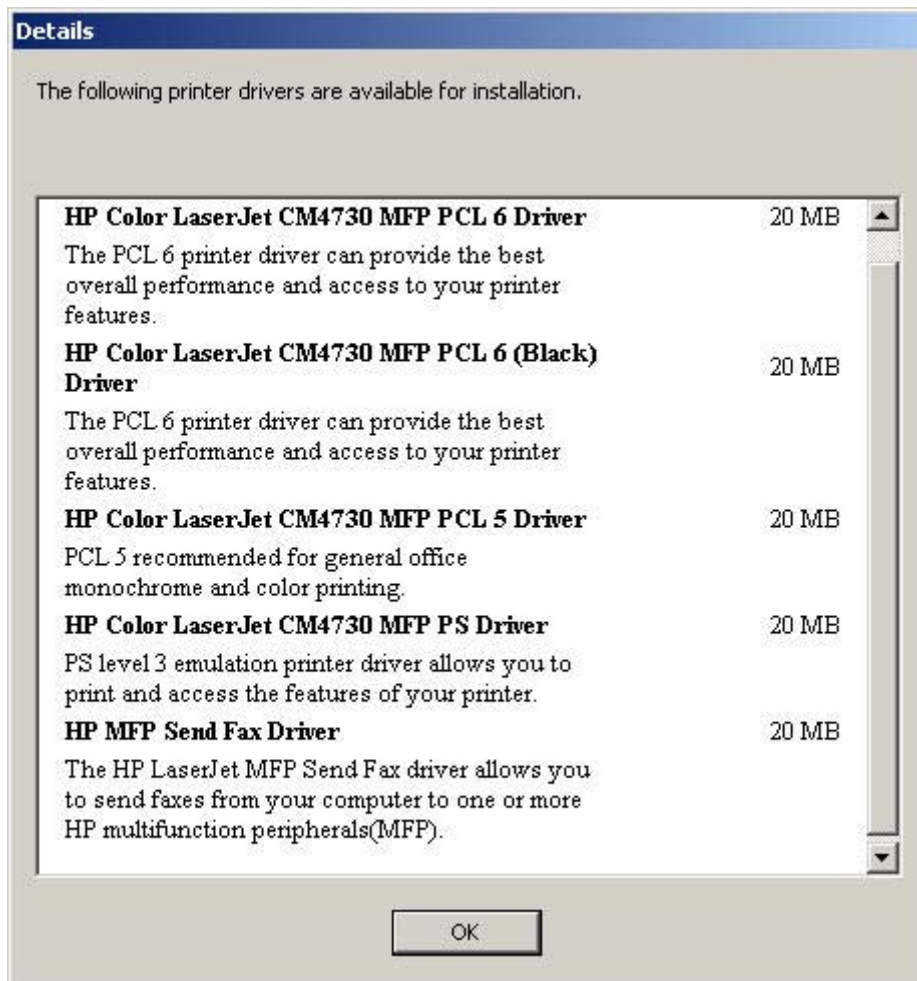 Details
The following printer drivers are available for installation.
HP Color LaserJet CM4730 MFP PCL 6 Driver 20 MB
The PCL 6 printer driver can provide the best
overall performance and access to your printer
features.
HP Color LaserJet CM4730 MFP PCL 6 (Black)
Driver 20 MB
The PCL 6 printer driver can provide the best
overall performance and access to your printer
features.
HP Color LaserJet CM4730 MFP PCL 5 Driver 20 MB
PCL 5 recommended for general office
monochrome and color printing.
HP Color LaserJet CM4730 MFP PS Driver 20 MB
PS level 3 emulation printer driver allows you to
print and access the features of your printer.
HP MFP Send Fax Driver 20 MB
The HP LaserJet MFP Send Fax driver allows you
to send faxes from your computer to one or more
HP multifunction peripherals(MFP).
OK